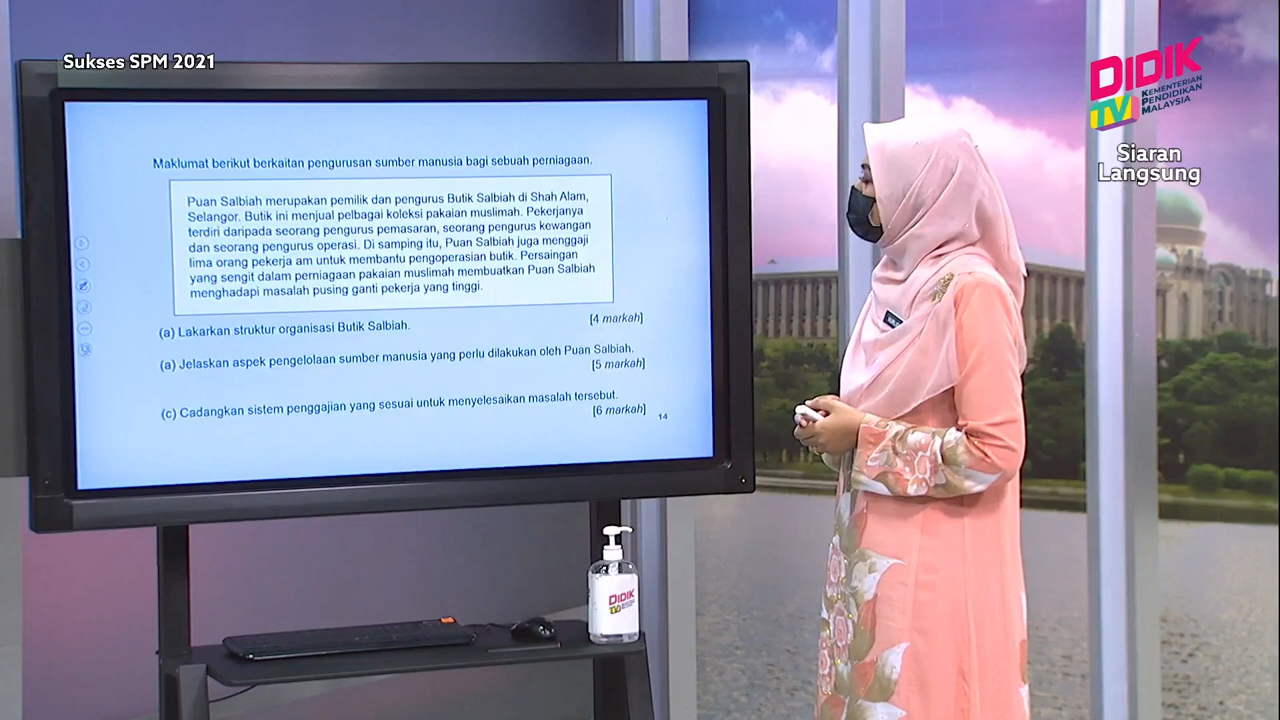 Sukses SPM 2021
DIDIK
TV
KEMENTERIAN
PENDIDIKAN
MALAYSIA
Siaran
Langsung
Maklumat berikut berkaitan pengurusan sumber manusia bagi sebuah perniagaan.
Puan Salbiah merupakan pemilik dan pengurus Butik Salbiah di Shah Alam,
Selangor. Butik ini menjual pelbagai koleksi pakaian muslimah. Pekerjanya
terdiri daripada seorang pengurus pemasaran, seorang pengurus kewangan
dan seorang pengurus operasi. Di samping itu, Puan Salbiah juga menggaji
lima orang pekerja am untuk membantu pengoperasian butik. Persaingan
yang sengit dalam perniagaan pakaian muslimah membuatkan Puan Salbiah
menghadapi masalah pusing ganti pekerja yang tinggi.
(a) Lakarkan struktur organisasi Butik Salbiah.
[4 markah]
(a) Jelaskan aspek pengelolaan sumber manusia yang perlu dilakukan oleh Puan Salbiah.
[5 markah]
(c) Cadangkan sistem penggajian yang sesuai untuk menyelesaikan masalah tersebut.
[6 markah]
14
DIDIK
TV